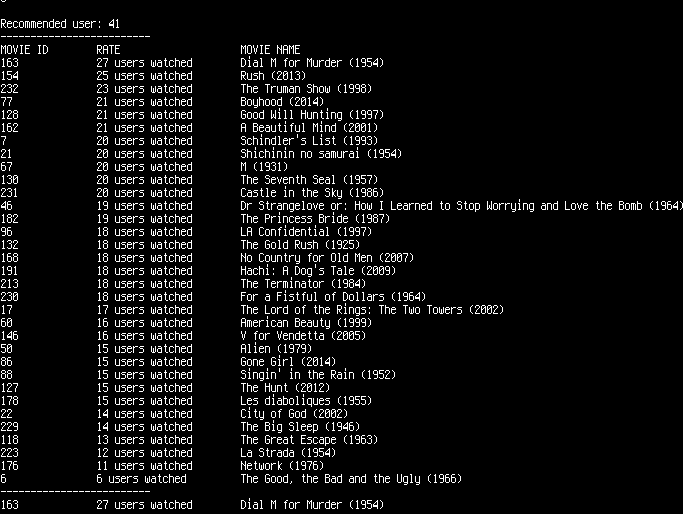 Recommended user: 41
-------------------------
MOVIE ID RATE MOVIE NAME
163 27 users watched Dial M for Murder (1954)
154 25 users watched Rush (2013)
232 23 users watched The Truman Show (1998)
77 21 users watched Boyhood (2014)
128 21 users watched Good Will Hunting (1997)
162 21 users watched A Beautiful Mind (2001)
7 20 users watched Schindler's List (1993)
21 20 users watched Shichinin no samurai (1954)
67 20 users watched M (1931)
130 20 users watched The Seventh Seal (1957)
231 20 users watched Castle in the Sky (1986)
46 19 users watched Dr Strangelove or: How I Learned to Stop Worrying and Love the Bomb (1964)
182 19 users watched The Princess Bride (1987)
96 18 users watched LA Confidential (1997)
132 18 users watched The Gold Rush (1925)
168 18 users watched No Country for Old Men (2007)
191 18 users watched Hachi: A Dog's Tale (2009)
213 18 users watched The Terminator (1984)
230 18 users watched For a Fistful of Dollars (1964)
17 17 users watched The Lord of the Rings: The Two Towers (2002)
60 16 users watched American Beauty (1999)
146 16 users watched V for Vendetta (2005)
50 15 users watched Alien (1979)
86 15 users watched Gone Girl (2014)
88 15 users watched Singin' in the Rain (1952)
127 15 users watched The Hunt (2012)
178 15 users watched Les diaboliques (1955)
22 14 users watched City of God (2002)
229 14 users watched The Big Sleep (1946)
118 13 users watched The Great Escape (1963)
223 12 users watched La Strada (1954)
176 11 users watched Network (1976)
6 6 users watched The Good, the Bad and the Ugly (1966)
-------------------------
163 27 users watched Dial M for Murder (1954)